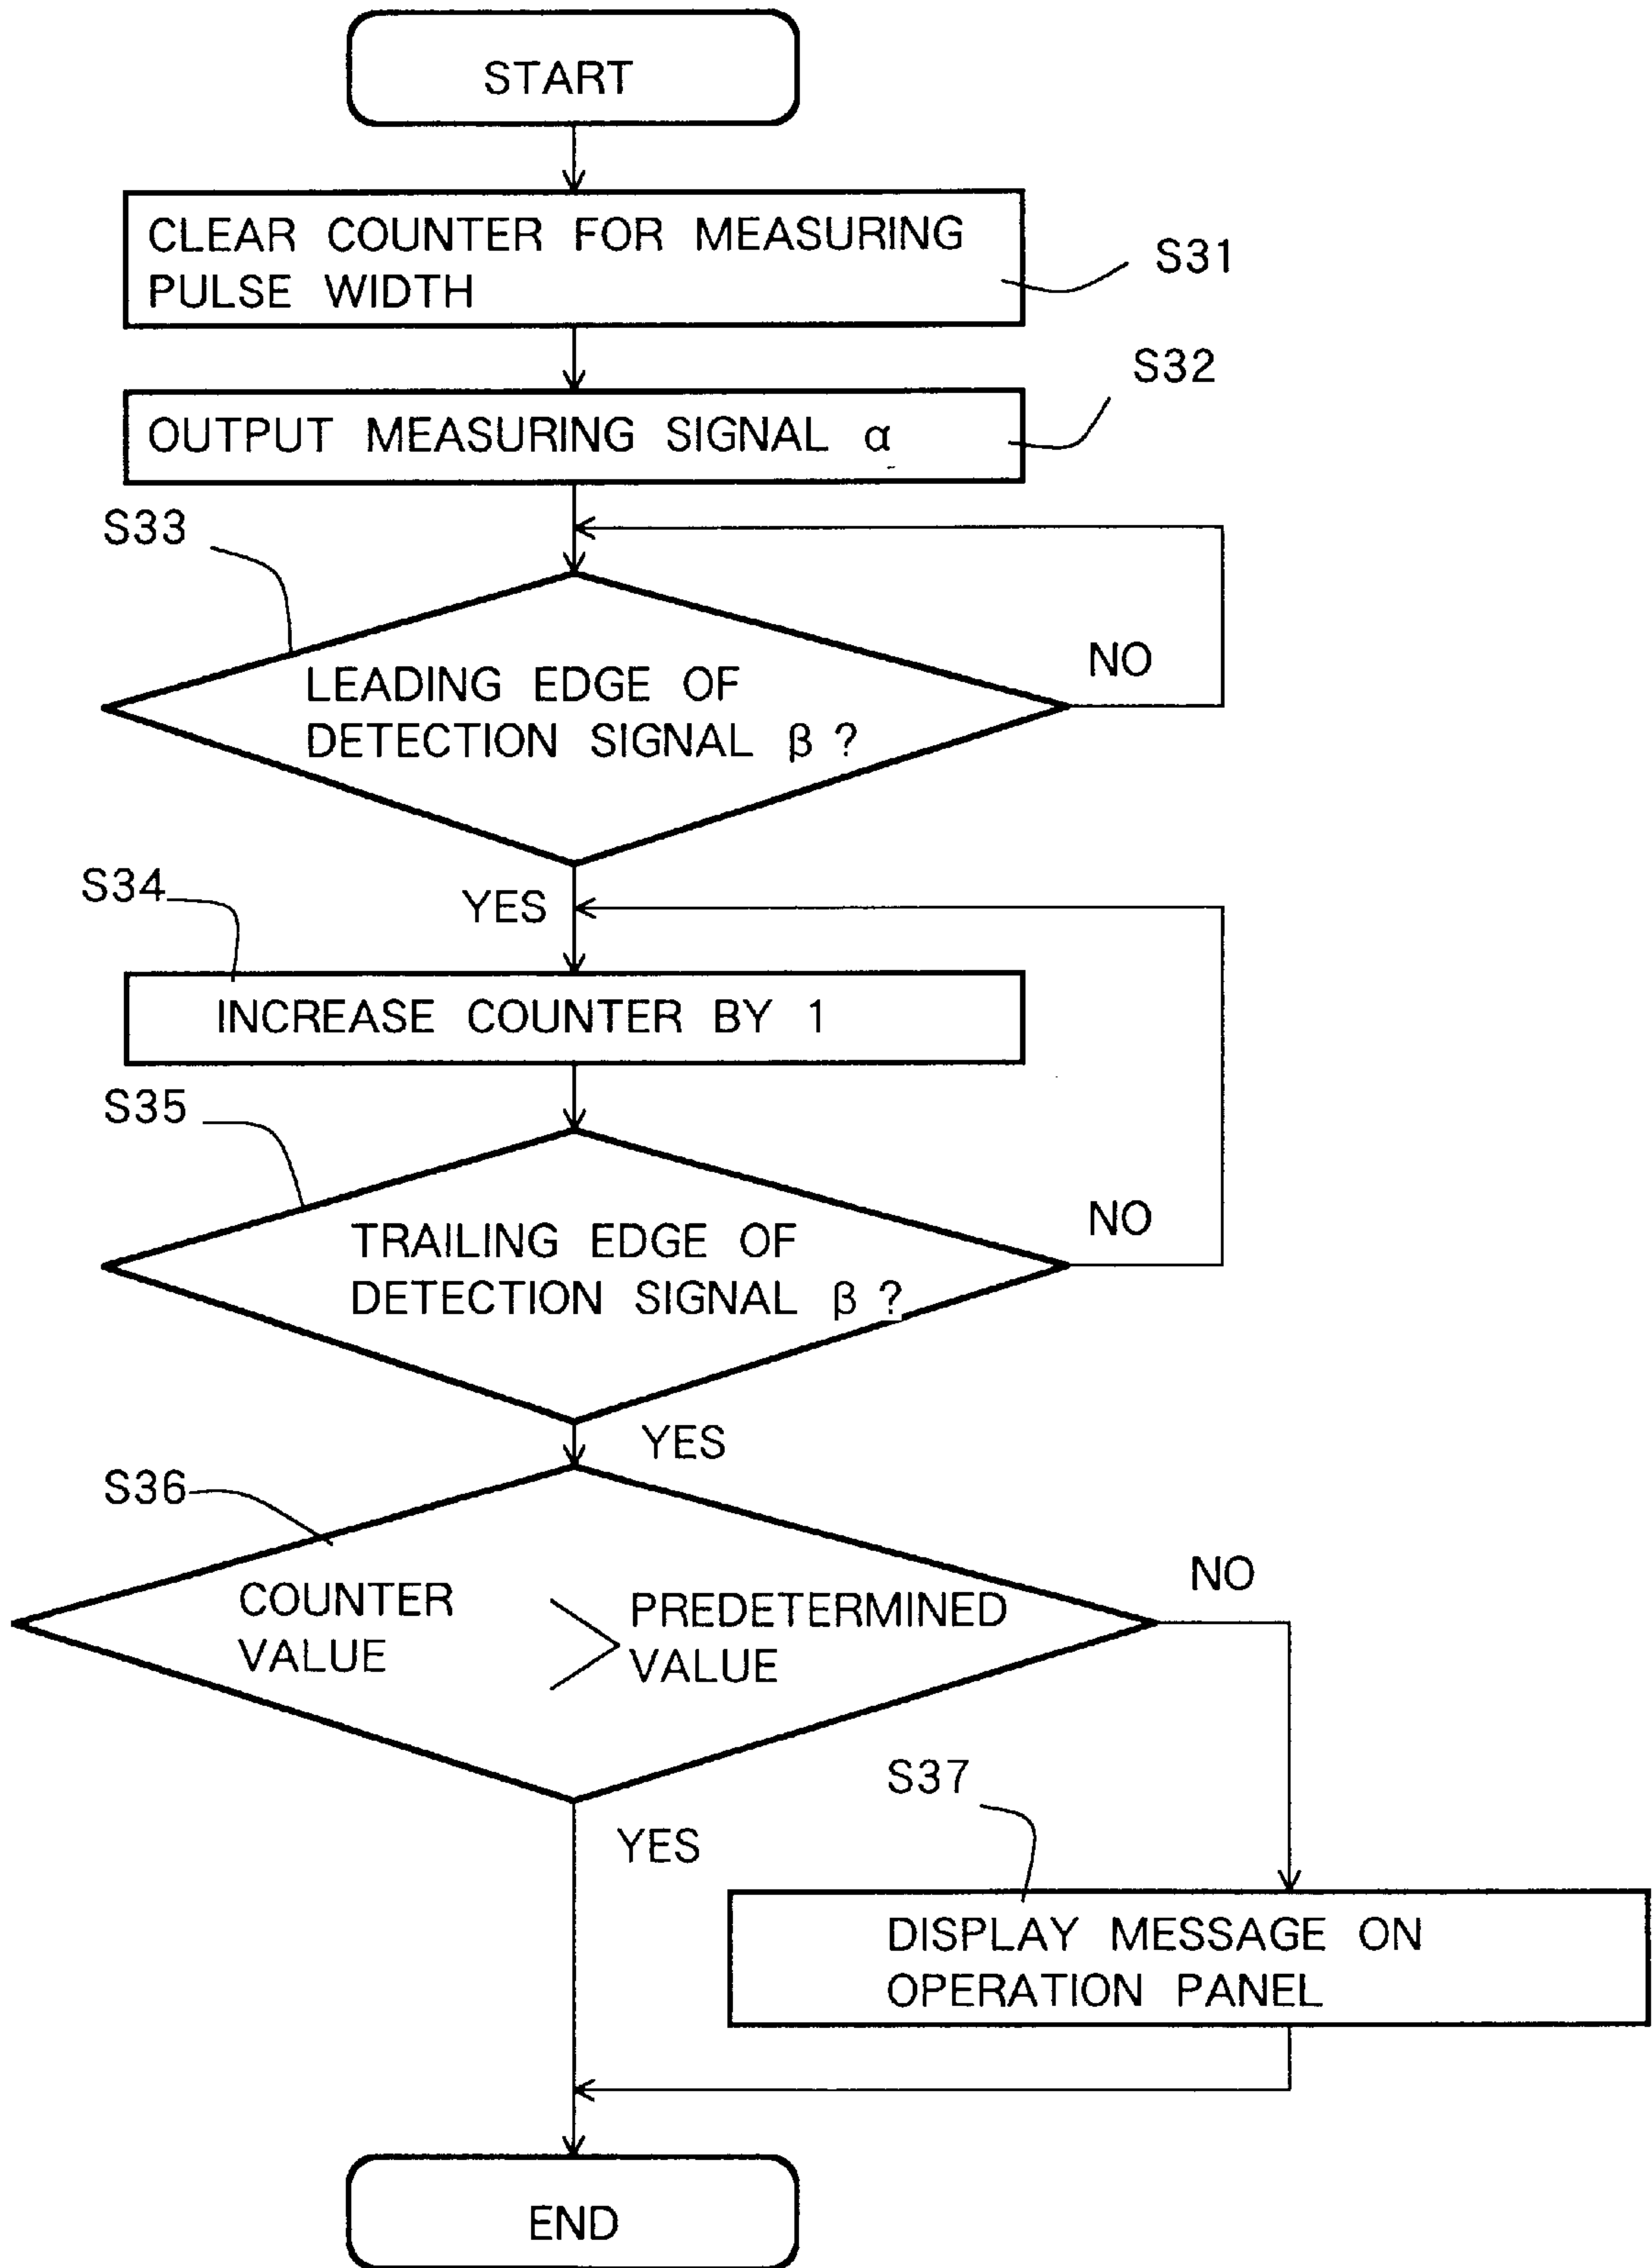 START
CLEAR COUNTER FOR MEASURING
PULSE WIDTH
S31
S32
OUTPUT MEASURING SIGNAL α
S33
LEADING EDGE OF
DETECTION SIGNAL β ?
NO
YES
S34
INCREASE COUNTER BY 1
S35
TRAILING EDGE OF
DETECTION SIGNAL β ?
NO
YES
S36
COUNTER
VALUE
>
PREDETERMINED
VALUE
NO
YES
S37
DISPLAY MESSAGE ON
OPERATION PANEL
END